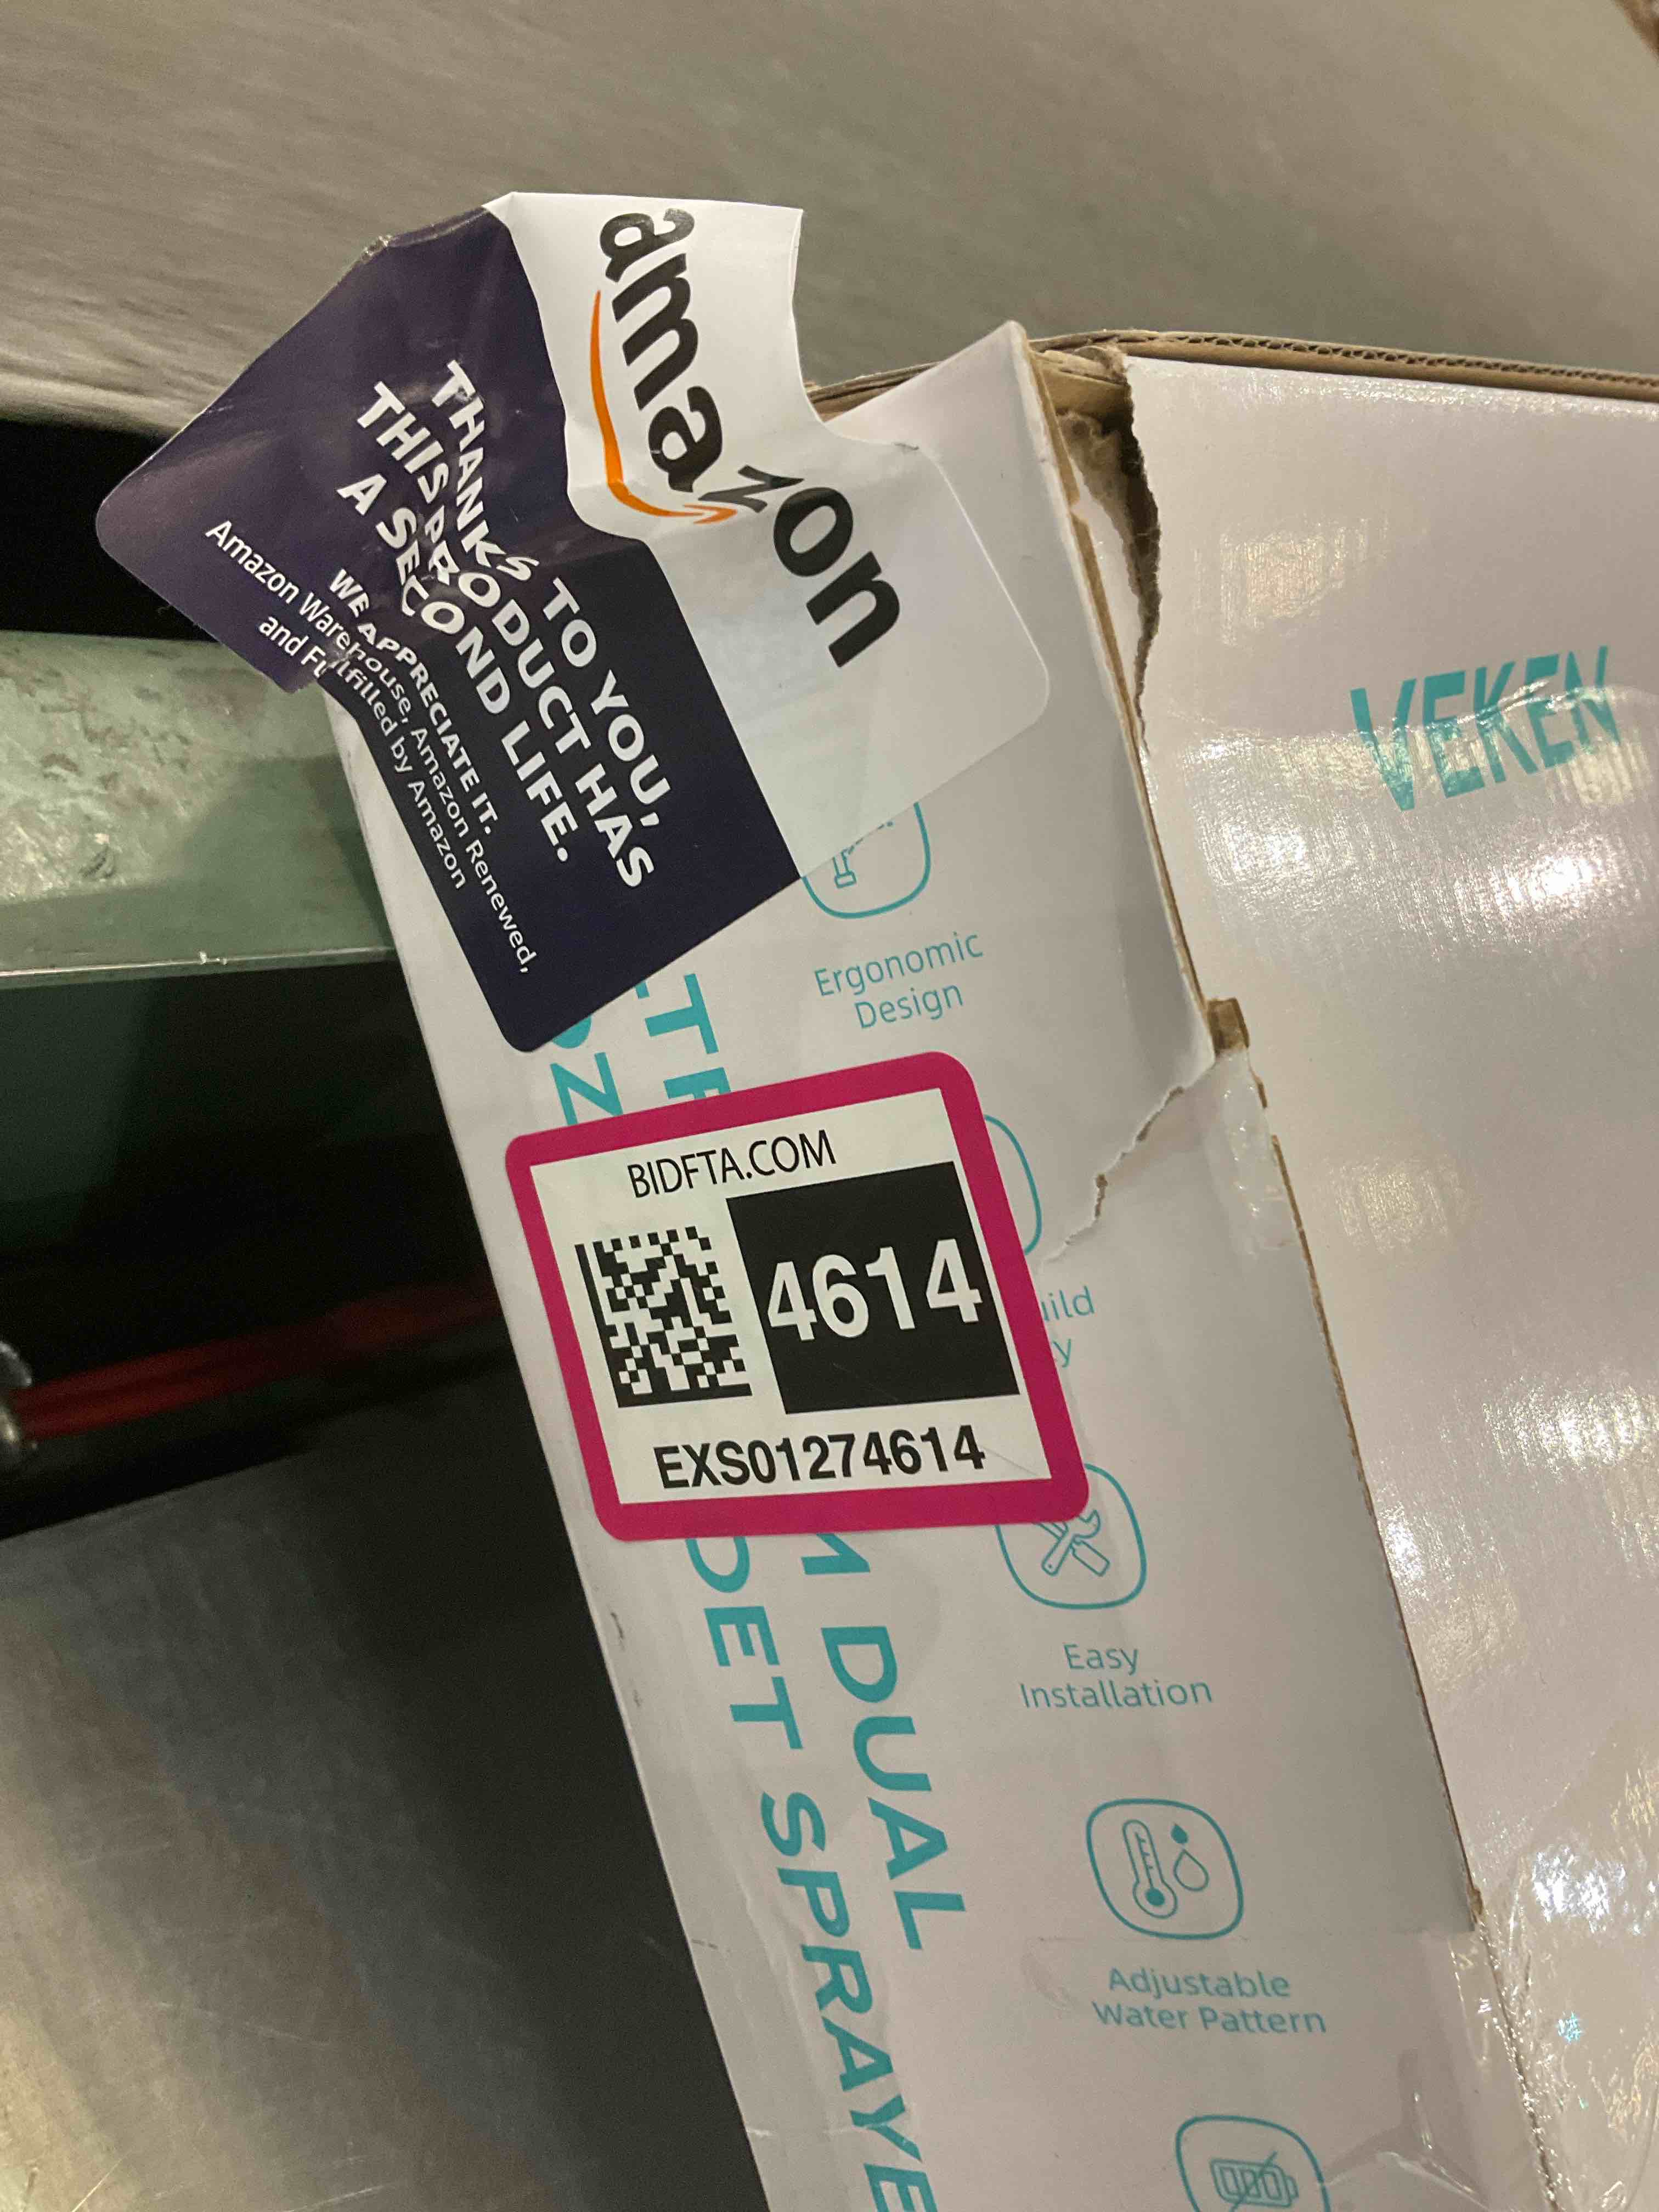 amazon
THANKS TO YOU,
THIS PRODUCT HAS
A SECOND LIFE.
WE APPRECIATE IT.
Amazon Warehouse, Amazon Renewed,
and Fulfilled by Amazon
VEKEN
Ergonomic
Design
BIDFTA.COM
4614
EXS01274614
Easy
Installation
DUAL
SPRAYE
Adjustable
Water Pattern